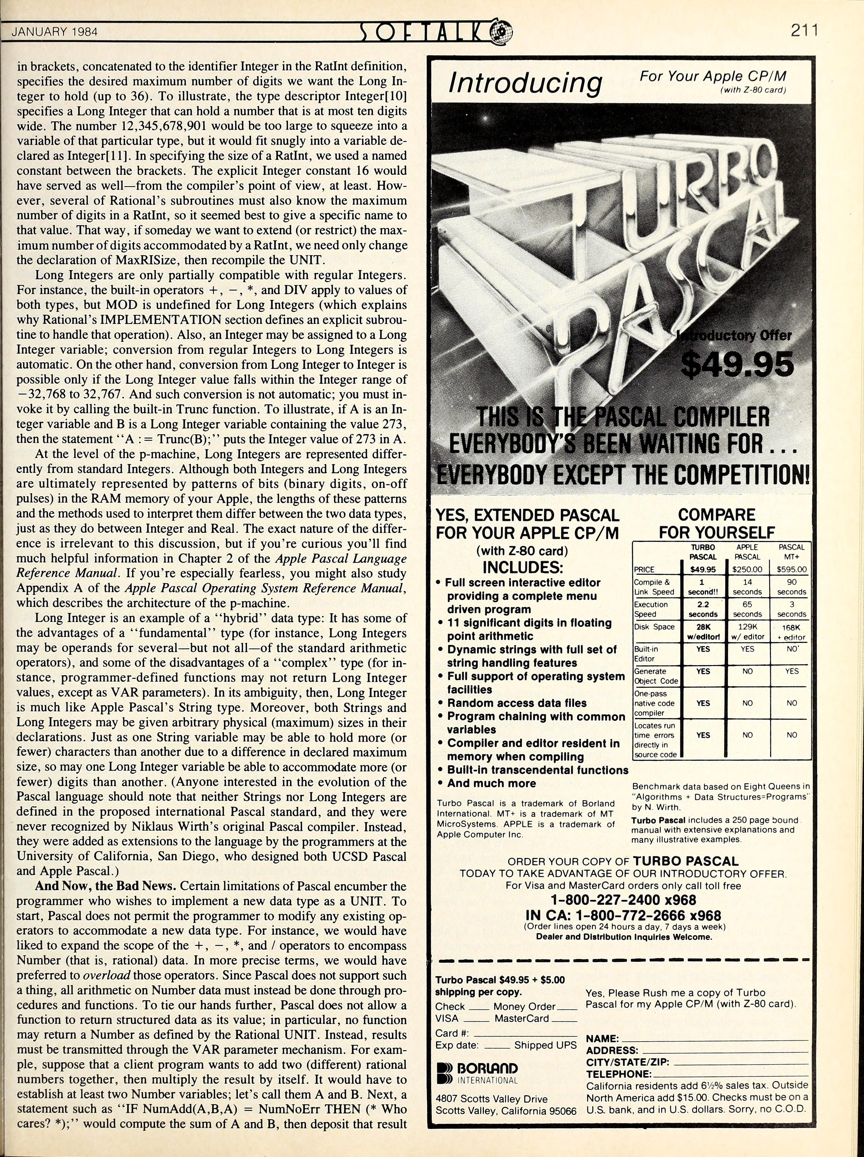 JANUARY 1984
SOFTALK
211
in brackets, concatenated to the identifier Integer in the RatInt definition,
specifies the desired maximum number of digits we want the Long In-
teger to hold (up to 36). To illustrate, the type descriptor Integer[10]
specifies a Long Integer that can hold a number that is at most ten digits
wide. The number 12,345,678,901 would be too large to squeeze into a
variable of that particular type, but it would fit snugly into a variable de-
clared as Integer[11]. In specifying the size of a RatInt, we used a named
constant between the brackets. The explicit Integer constant 16 would
have served as well—from the compiler's point of view, at least. How-
ever, several of Rational's subroutines must also know the maximum
number of digits in a RatInt, so it seemed best to give a specific name to
that value. That way, if someday we want to extend (or restrict) the max-
imum number of digits accommodated by a RatInt, we need only change
the declaration of MaxRISize, then recompile the UNIT.
Long Integers are only partially compatible with regular Integers.
For instance, the built-in operators +, −, *, and DIV apply to values of
both types, but MOD is undefined for Long Integers (which explains
why Rational's IMPLEMENTATION section defines an explicit subrou-
tine to handle that operation). Also, an Integer may be assigned to a Long
Integer variable; conversion from regular Integers to Long Integers is
automatic. On the other hand, conversion from Long Integer to Integer is
possible only if the Long Integer value falls within the Integer range of
−32,768 to 32,767. And such conversion is not automatic; you must in-
voke it by calling the built-in Trunc function. To illustrate, if A is an In-
teger variable and B is a Long Integer variable containing the value 273,
then the statement "A := Trunc(B);" puts the Integer value of 273 in A.
At the level of the p-machine, Long Integers are represented differ-
ently from standard Integers. Although both Integers and Long Integers
are ultimately represented by patterns of bits (binary digits, on-off
pulses) in the RAM memory of your Apple, the lengths of these patterns
and the methods used to interpret them differ between the two data types,
just as they do between Integer and Real. The exact nature of the differ-
ence is irrelevant to this discussion, but if you're curious you'll find
much helpful information in Chapter 2 of the Apple Pascal Language
Reference Manual. If you're especially fearless, you might also study
Appendix A of the Apple Pascal Operating System Reference Manual,
which describes the architecture of the p-machine.
Long Integer is an example of a "hybrid" data type: It has some of
the advantages of a "fundamental" type (for instance, Long Integers
may be operands for several—but not all—of the standard arithmetic
operators), and some of the disadvantages of a "complex" type (for in-
stance, programmer-defined functions may not return Long Integer
values, except as VAR parameters). In its ambiguity, then, Long Integer
is much like Apple Pascal's String type. Moreover, both Strings and
Long Integers may be given arbitrary physical (maximum) sizes in their
declarations. Just as one String variable may be able to hold more (or
fewer) characters than another due to a difference in declared maximum
size, so may one Long Integer variable be able to accommodate more (or
fewer) digits than another. (Anyone interested in the evolution of the
Pascal language should note that neither Strings nor Long Integers are
defined in the proposed international Pascal standard, and they were
never recognized by Niklaus Wirth's original Pascal compiler. Instead,
they were added as extensions to the language by the programmers at the
University of California, San Diego, who designed both UCSD Pascal
and Apple Pascal.)
And Now, the Bad News. Certain limitations of Pascal encumber the
programmer who wishes to implement a new data type as a UNIT. To
start, Pascal does not permit the programmer to modify any existing op-
erators to accommodate a new data type. For instance, we would have
liked to expand the scope of the +, −, *, and / operators to encompass
Number (that is, rational) data. In more precise terms, we would have
preferred to overload those operators. Since Pascal does not support such
a thing, all arithmetic on Number data must instead be done through pro-
cedures and functions. To tie our hands further, Pascal does not allow a
function to return structured data as its value; in particular, no function
may return a Number as defined by the Rational UNIT. Instead, results
must be transmitted through the VAR parameter mechanism. For exam-
ple, suppose that a client program wants to add two (different) rational
numbers together, then multiply the result by itself. It would have to
establish at least two Number variables; let's call them A and B. Next, a
statement such as "IF NumAdd(A,B,A) = NumNoErr THEN (* Who
cares? *);" would compute the sum of A and B, then deposit that result
Introducing
For Your Apple CP/M
(with Z-80 card)
TURBO
PASCAL
Introductory Offer
$49.95
THIS IS THE PASCAL COMPILER
EVERYBODY'S BEEN WAITING FOR . . .
EVERYBODY EXCEPT THE COMPETITION!
YES, EXTENDED PASCAL
FOR YOUR APPLE CP/M
(with Z-80 card)
INCLUDES:
• Full screen interactive editor
providing a complete menu
driven program
• 11 significant digits in floating
point arithmetic
• Dynamic strings with full set of
string handling features
• Full support of operating system
facilities
• Random access data files
• Program chaining with common
variables
• Compiler and editor resident in
memory when compiling
• Built-in transcendental functions
• And much more
Turbo Pascal is a trademark of Borland
International. MT+ is a trademark of MT
MicroSystems. APPLE is a trademark of
Apple Computer Inc.
COMPARE
FOR YOURSELF
TURBO PASCAL APPLE PASCAL PASCAL MT+
PRICE $49.95 $250.00 $595.00
Compile & Link Speed 1 second!! 14 seconds 90 seconds
Execution Speed 2.2 seconds 65 seconds 3 seconds
Disk Space 28K w/editor! 129K w/ editor 168K + editor
Built-in Editor YES YES NO
Generate Object Code YES NO YES
One-pass native code compiler YES NO NO
Locates run time errors directly in source code YES NO NO
Benchmark data based on Eight Queens in
"Algorithms + Data Structures=Programs"
by N. Wirth.
Turbo Pascal includes a 250 page bound
manual with extensive explanations and
many illustrative examples.
ORDER YOUR COPY OF TURBO PASCAL
TODAY TO TAKE ADVANTAGE OF OUR INTRODUCTORY OFFER.
For Visa and MasterCard orders only call toll free
1-800-227-2400 x968
IN CA: 1-800-772-2666 x968
(Order lines open 24 hours a day, 7 days a week)
Dealer and Distribution Inquiries Welcome.
Turbo Pascal $49.95 + $5.00
shipping per copy.
Check ___ Money Order ___
VISA ___ MasterCard ___
Card #: ___
Exp date: ___ Shipped UPS
BORLAND
INTERNATIONAL
4807 Scotts Valley Drive
Scotts Valley, California 95066
Yes, Please Rush me a copy of Turbo
Pascal for my Apple CP/M (with Z-80 card).
NAME:
ADDRESS:
CITY/STATE/ZIP:
TELEPHONE:
California residents add 6½% sales tax. Outside
North America add $15.00. Checks must be on a
U.S. bank, and in U.S. dollars. Sorry, no C.O.D.